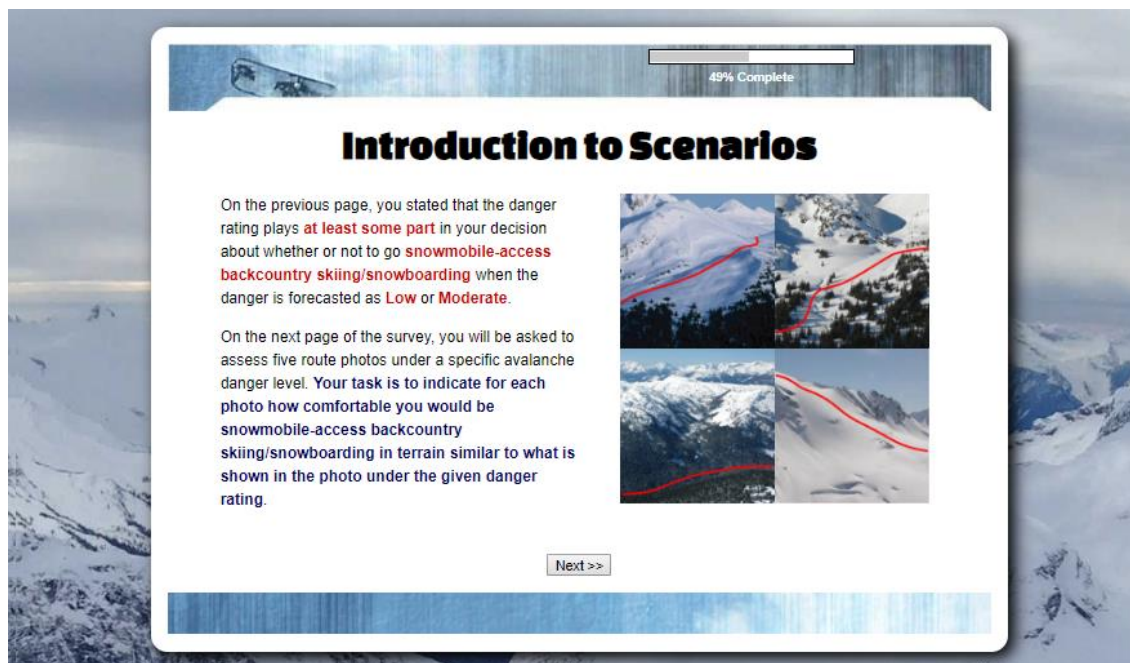 49% Complete
Introduction to Scenarios
On the previous page, you stated that the danger
rating plays at least some part in your decision
about whether or not to go snowmobile-access
backcountry skiing/snowboarding when the
danger is forecasted as Low or Moderate.
On the next page of the survey, you will be asked to
assess five route photos under a specific avalanche
danger level. Your task is to indicate for each
photo how comfortable you would be
snowmobile-access backcountry
skiing/snowboarding in terrain similar to what is
shown in the photo under the given danger
rating.
Next >>